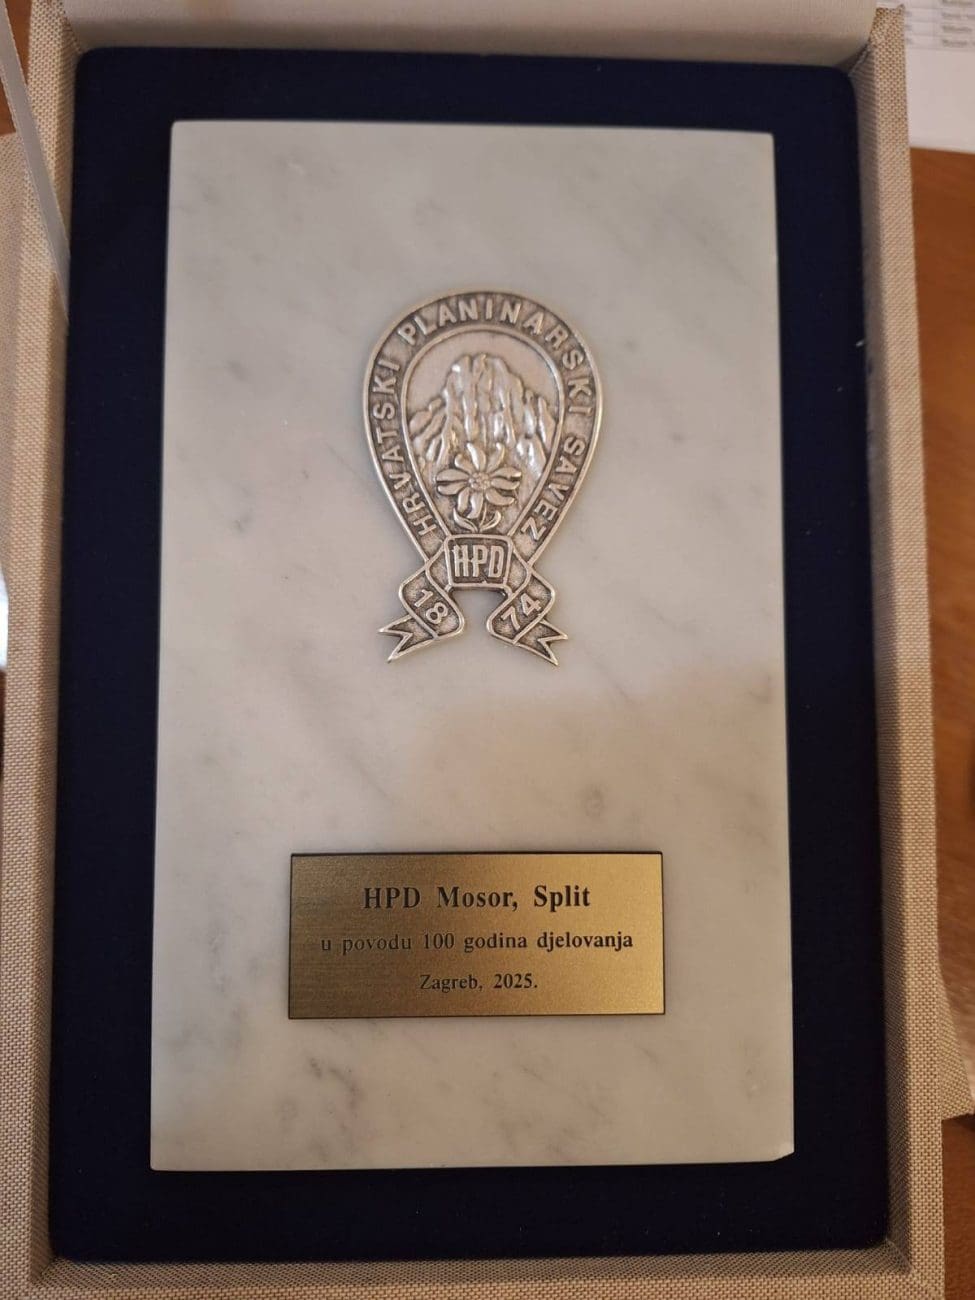 HRVATSKI PLANINARSKI SAVEZ
HPD
18 74
HPD Mosor, Split
u povodu 100 godina djelovanja
Zagreb, 2025.